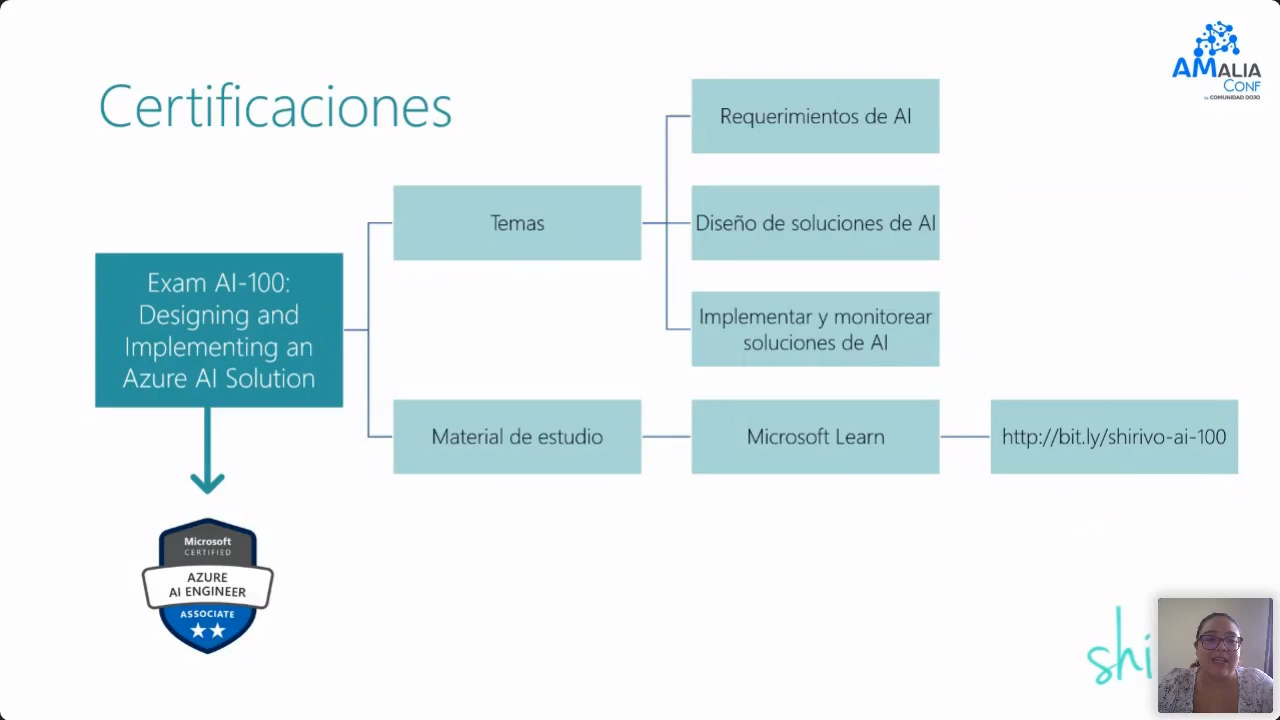 Certificaciones
AMALIA
CONF
by COMUNIDAD DOJO
Exam AI-100:
Designing and
Implementing an
Azure AI Solution
Temas
Requerimientos de AI
Diseño de soluciones de AI
Implementar y monitorear
soluciones de AI
Material de estudio
Microsoft Learn
http://bit.ly/shirivo-ai-100
Microsoft
CERTIFIED
AZURE
AI ENGINEER
ASSOCIATE
shi